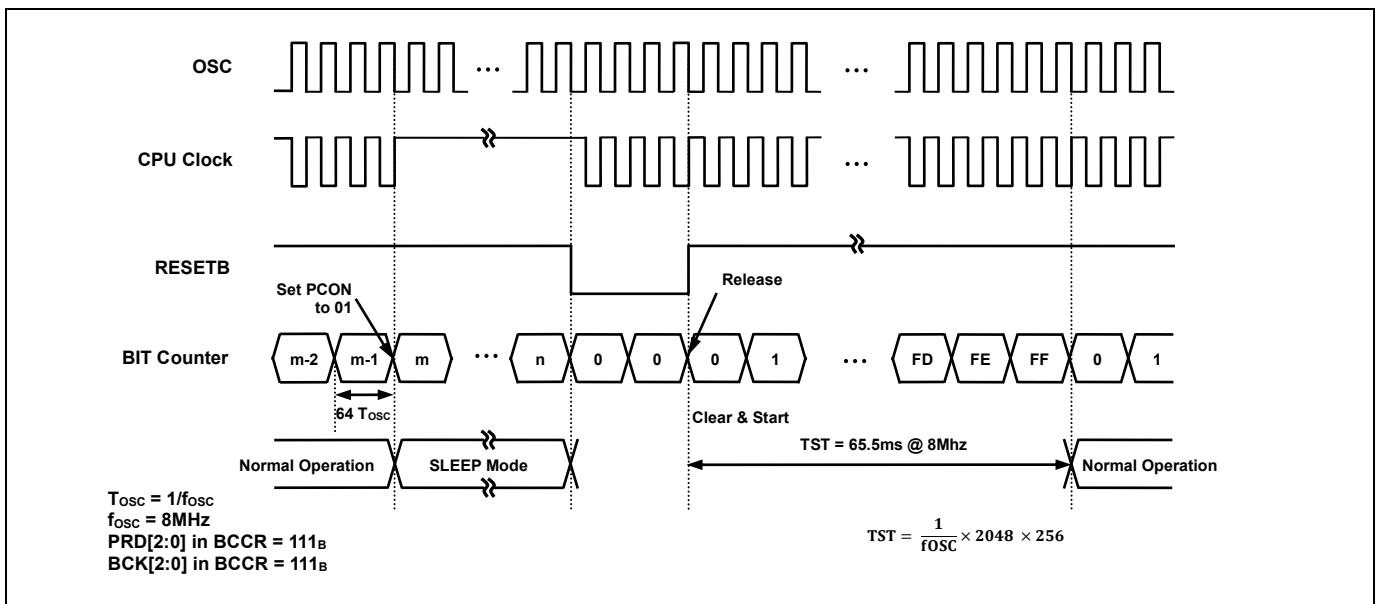 OSC
...
...
CPU Clock
...
RESETB
Set PCON
to 01
Release
BIT Counter
m-2 m-1 m ... n 0 0 0 1 ... FD FE FF 0 1
64 Tosc
Clear & Start
TST = 65.5ms @ 8Mhz
Normal Operation SLEEP Mode Normal Operation
Tosc = 1/fosc
fosc = 8MHz
PRD[2:0] in BCCR = 111B
BCK[2:0] in BCCR = 111B
TST = 1/fOSC × 2048 × 256